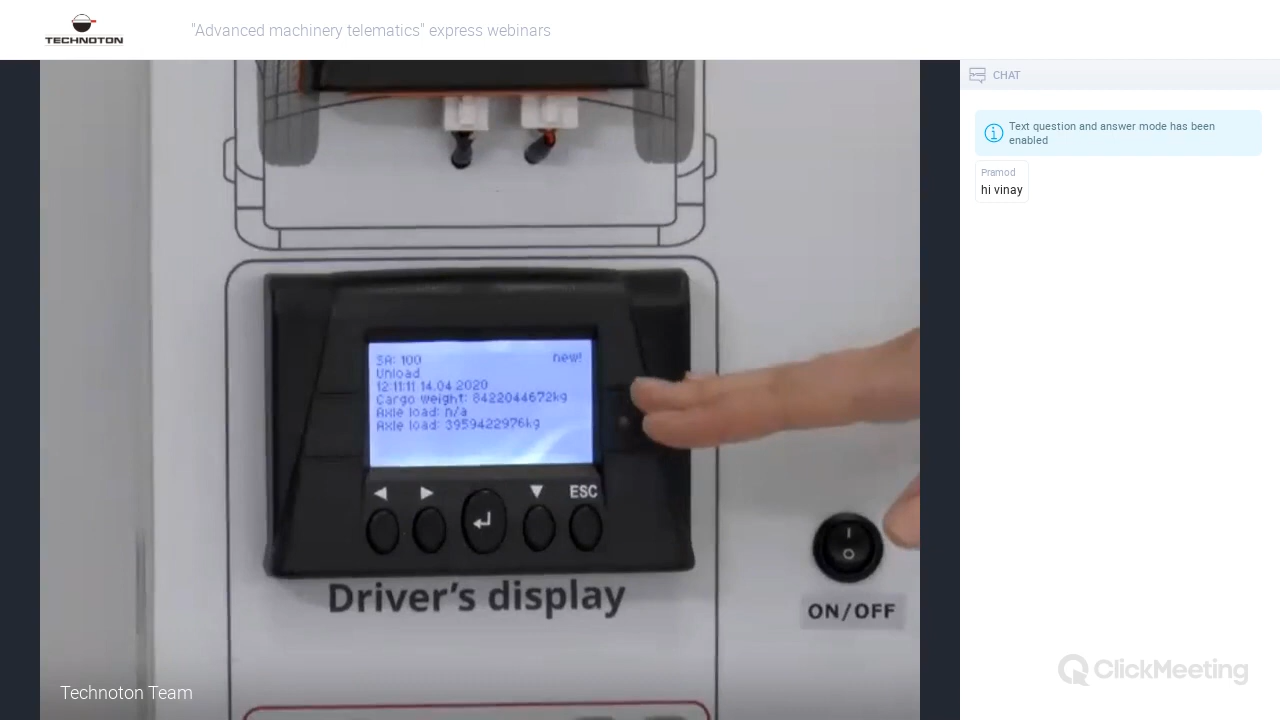 TECHNOTON
"Advanced machinery telematics" express webinars
CHAT
Text question and answer mode has been
enabled
Pramod
hi vinay
SA: 100 new!
Unload
12:11:11 14.04.2020
Cargo weight: 8422044672kg
Axle load: n/a
Axle load: 3959422976kg
ESC
Driver's display
I
O
ON/OFF
Technoton Team
ClickMeeting